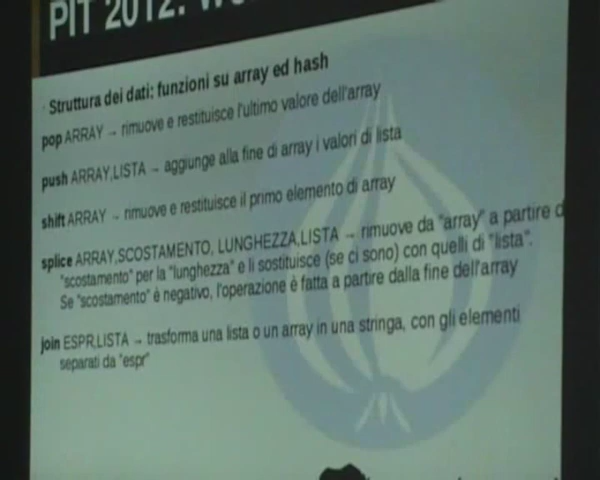 PIT 2012:
Struttura dei dati: funzioni su array ed hash
pop ARRAY → rimuove e restituisce l'ultimo valore dell'array
push ARRAY,LISTA → aggiunge alla fine di array i valori di lista
shift ARRAY → rimuove e restituisce il primo elemento di array
splice ARRAY,SCOSTAMENTO, LUNGHEZZA,LISTA → rimuove da "array" a partire
"scostamento" per la "lunghezza" e li sostituisce (se ci sono) con quelli di "lista".
Se "scostamento" è negativo, l'operazione è fatta a partire dalla fine dell'array
join ESPR,LISTA → trasforma una lista o un array in una stringa, con gli elementi
separati da "espr"